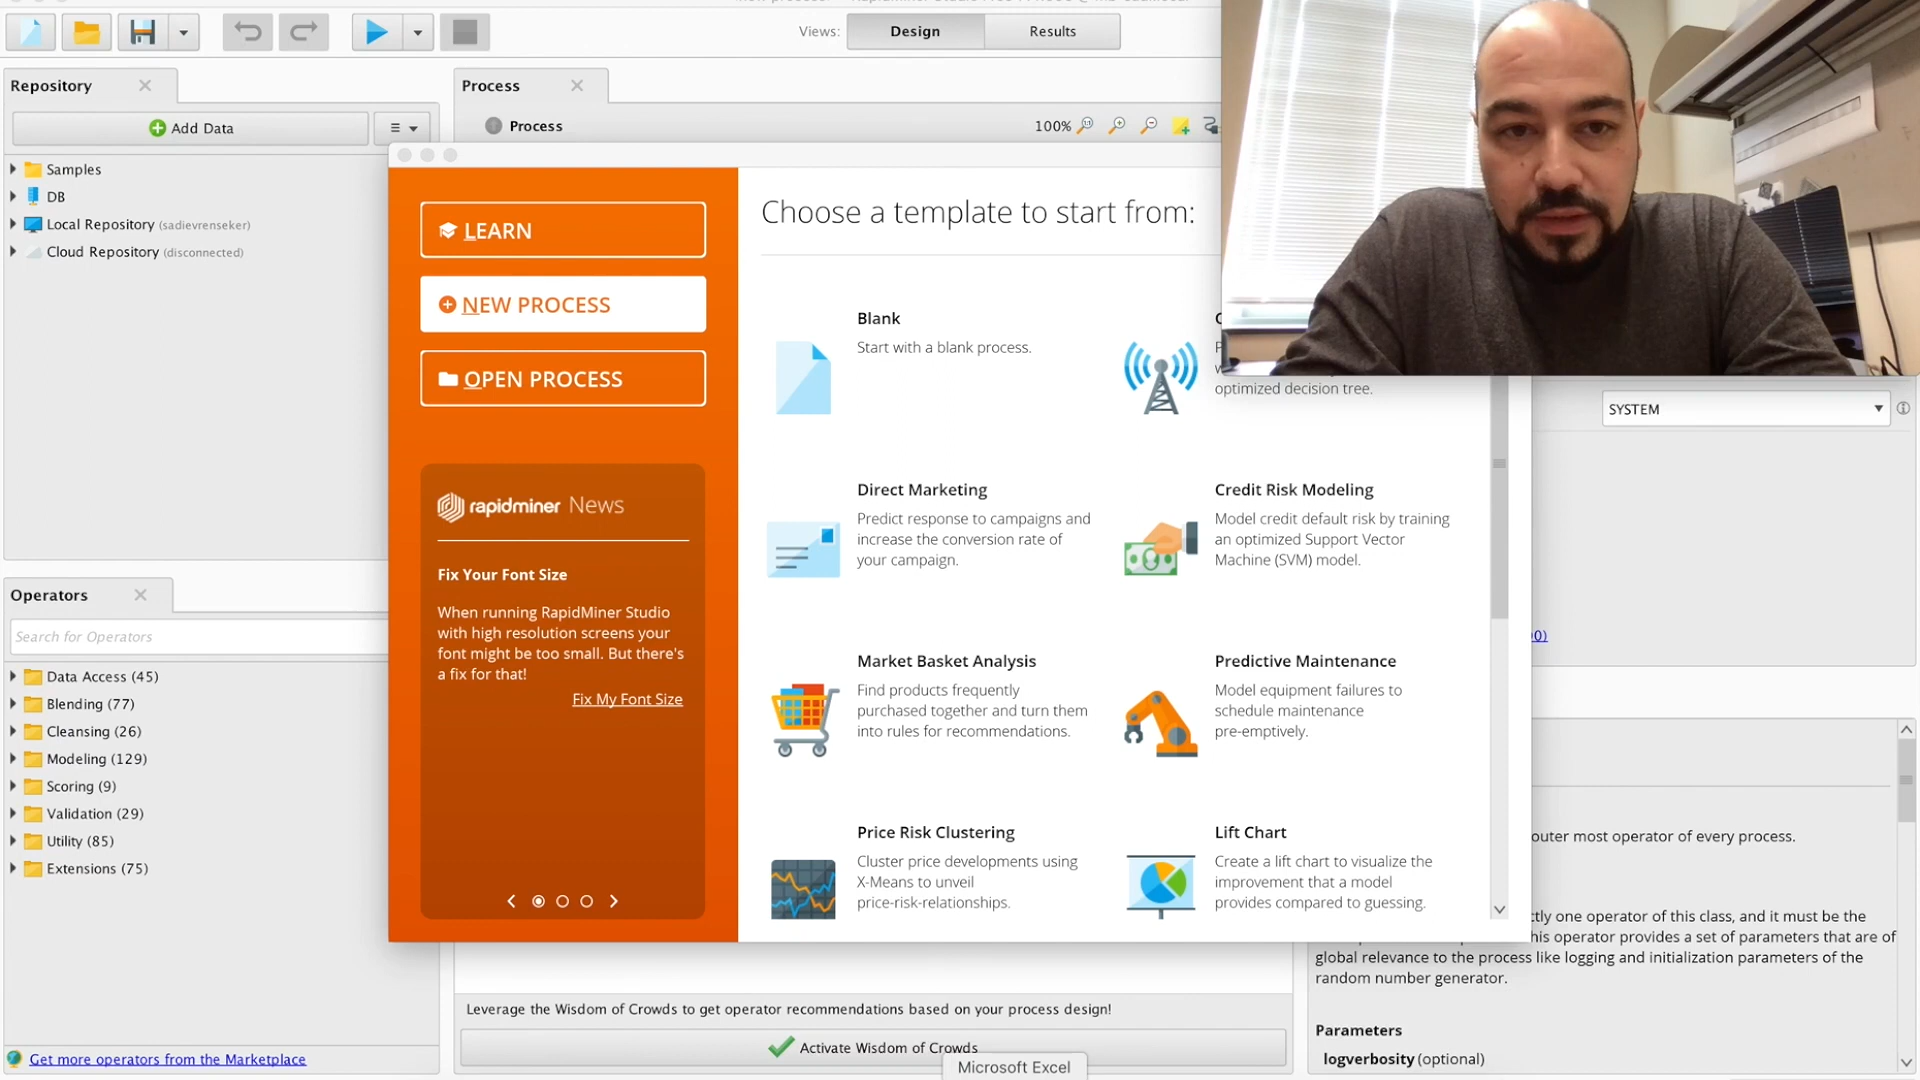 Views:
Design
Results
Repository
Process
Add Data
Process
100%
Samples
DB
Local Repository (sadievrenseker)
Cloud Repository (disconnected)
LEARN
NEW PROCESS
OPEN PROCESS
rapidminer News
Fix Your Font Size
When running RapidMiner Studio
with high resolution screens your
font might be too small. But there's
a fix for that!
Fix My Font Size
Choose a template to start from:
Blank
Start with a blank process.
optimized decision tree.
Direct Marketing
Predict response to campaigns and
increase the conversion rate of
your campaign.
Credit Risk Modeling
Model credit default risk by training
an optimized Support Vector
Machine (SVM) model.
Market Basket Analysis
Find products frequently
purchased together and turn them
into rules for recommendations.
Predictive Maintenance
Model equipment failures to
schedule maintenance
pre-emptively.
Price Risk Clustering
Cluster price developments using
X-Means to unveil
price-risk-relationships.
Lift Chart
Create a lift chart to visualize the
improvement that a model
provides compared to guessing.
SYSTEM
Operators
Search for Operators
Data Access (45)
Blending (77)
Cleansing (26)
Modeling (129)
Scoring (9)
Validation (29)
Utility (85)
Extensions (75)
Get more operators from the Marketplace
Leverage the Wisdom of Crowds to get operator recommendations based on your process design!
Activate Wisdom of Crowds
Microsoft Excel
outer most operator of every process.
one operator of this class, and it must be the
operator provides a set of parameters that are of
global relevance to the process like logging and initialization parameters of the
random number generator.
Parameters
logverbosity (optional)